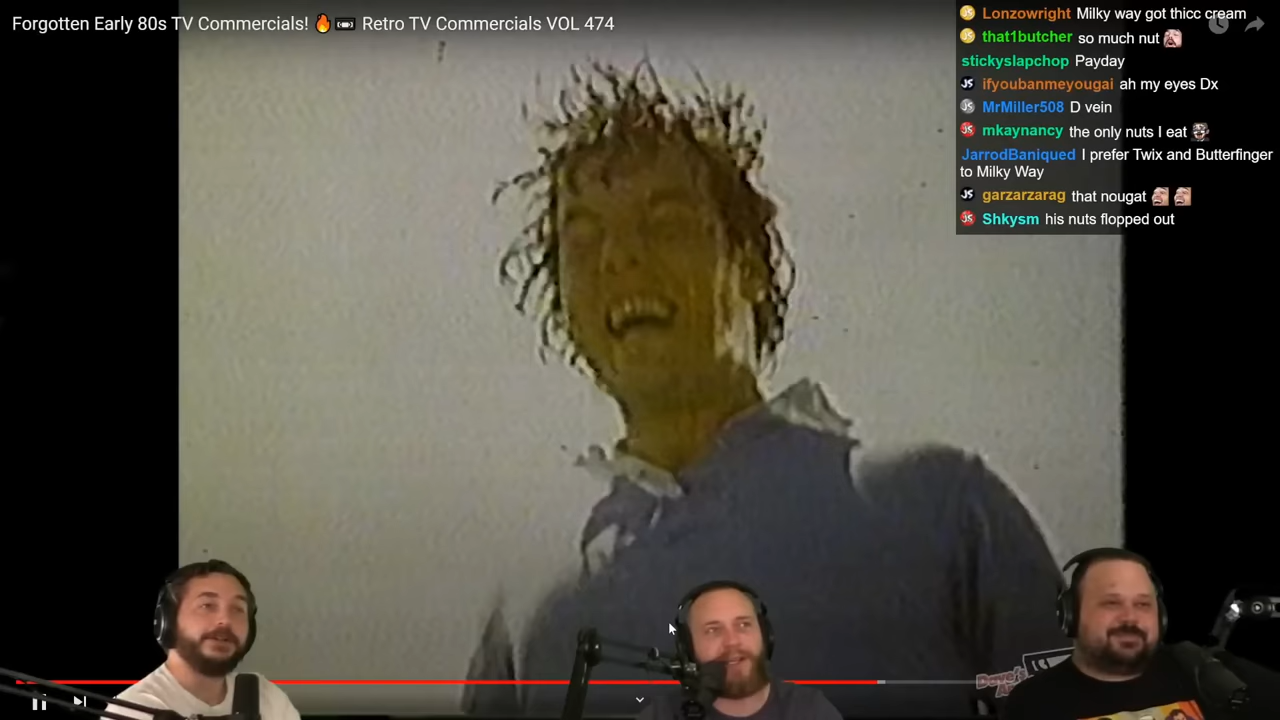 Forgotten Early 80s TV Commercials! 🔥📼 Retro TV Commercials VOL 474
Lonzowright Milky way got thicc cream
that1butcher so much nut
stickyslapchop Payday
ifyoubanmeyougai ah my eyes Dx
MrMiller508 D vein
mkaynancy the only nuts I eat
JarrodBaniqued I prefer Twix and Butterfinger
to Milky Way
garzarzarag that nougat
Shkysm his nuts flopped out
Dave's